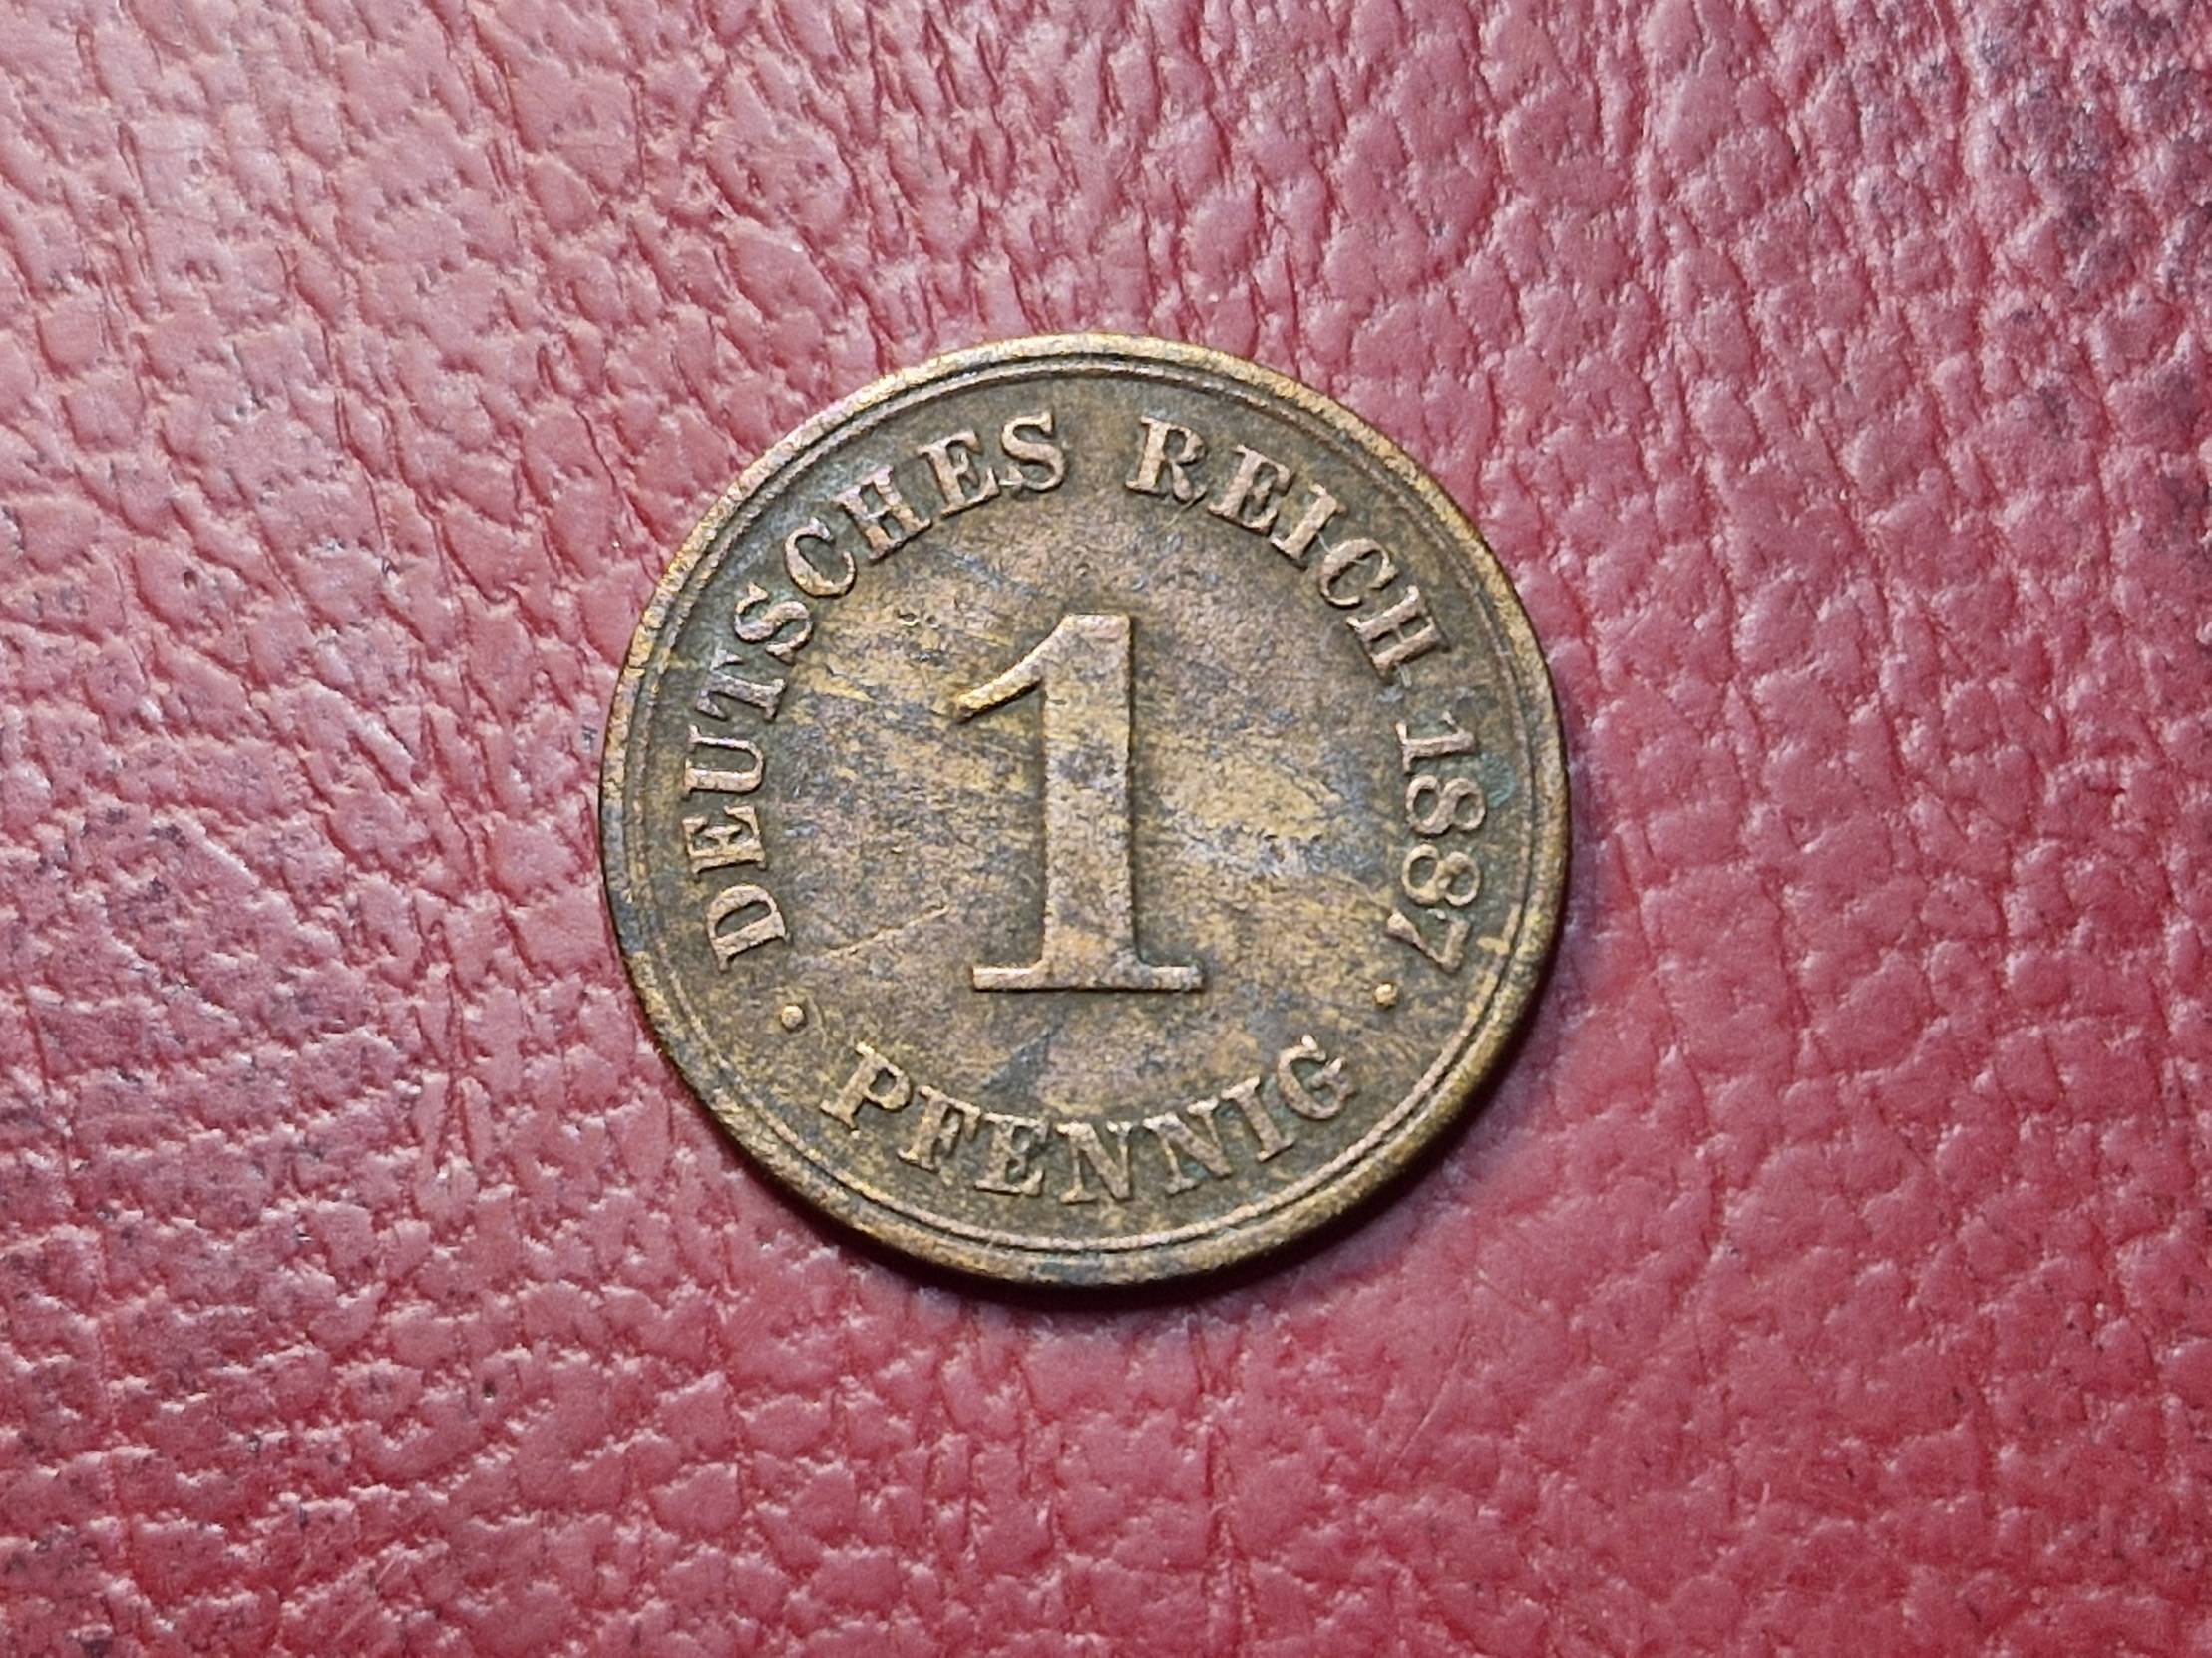 DEUTSCHES REICH 1887
1
· PFENNIG ·